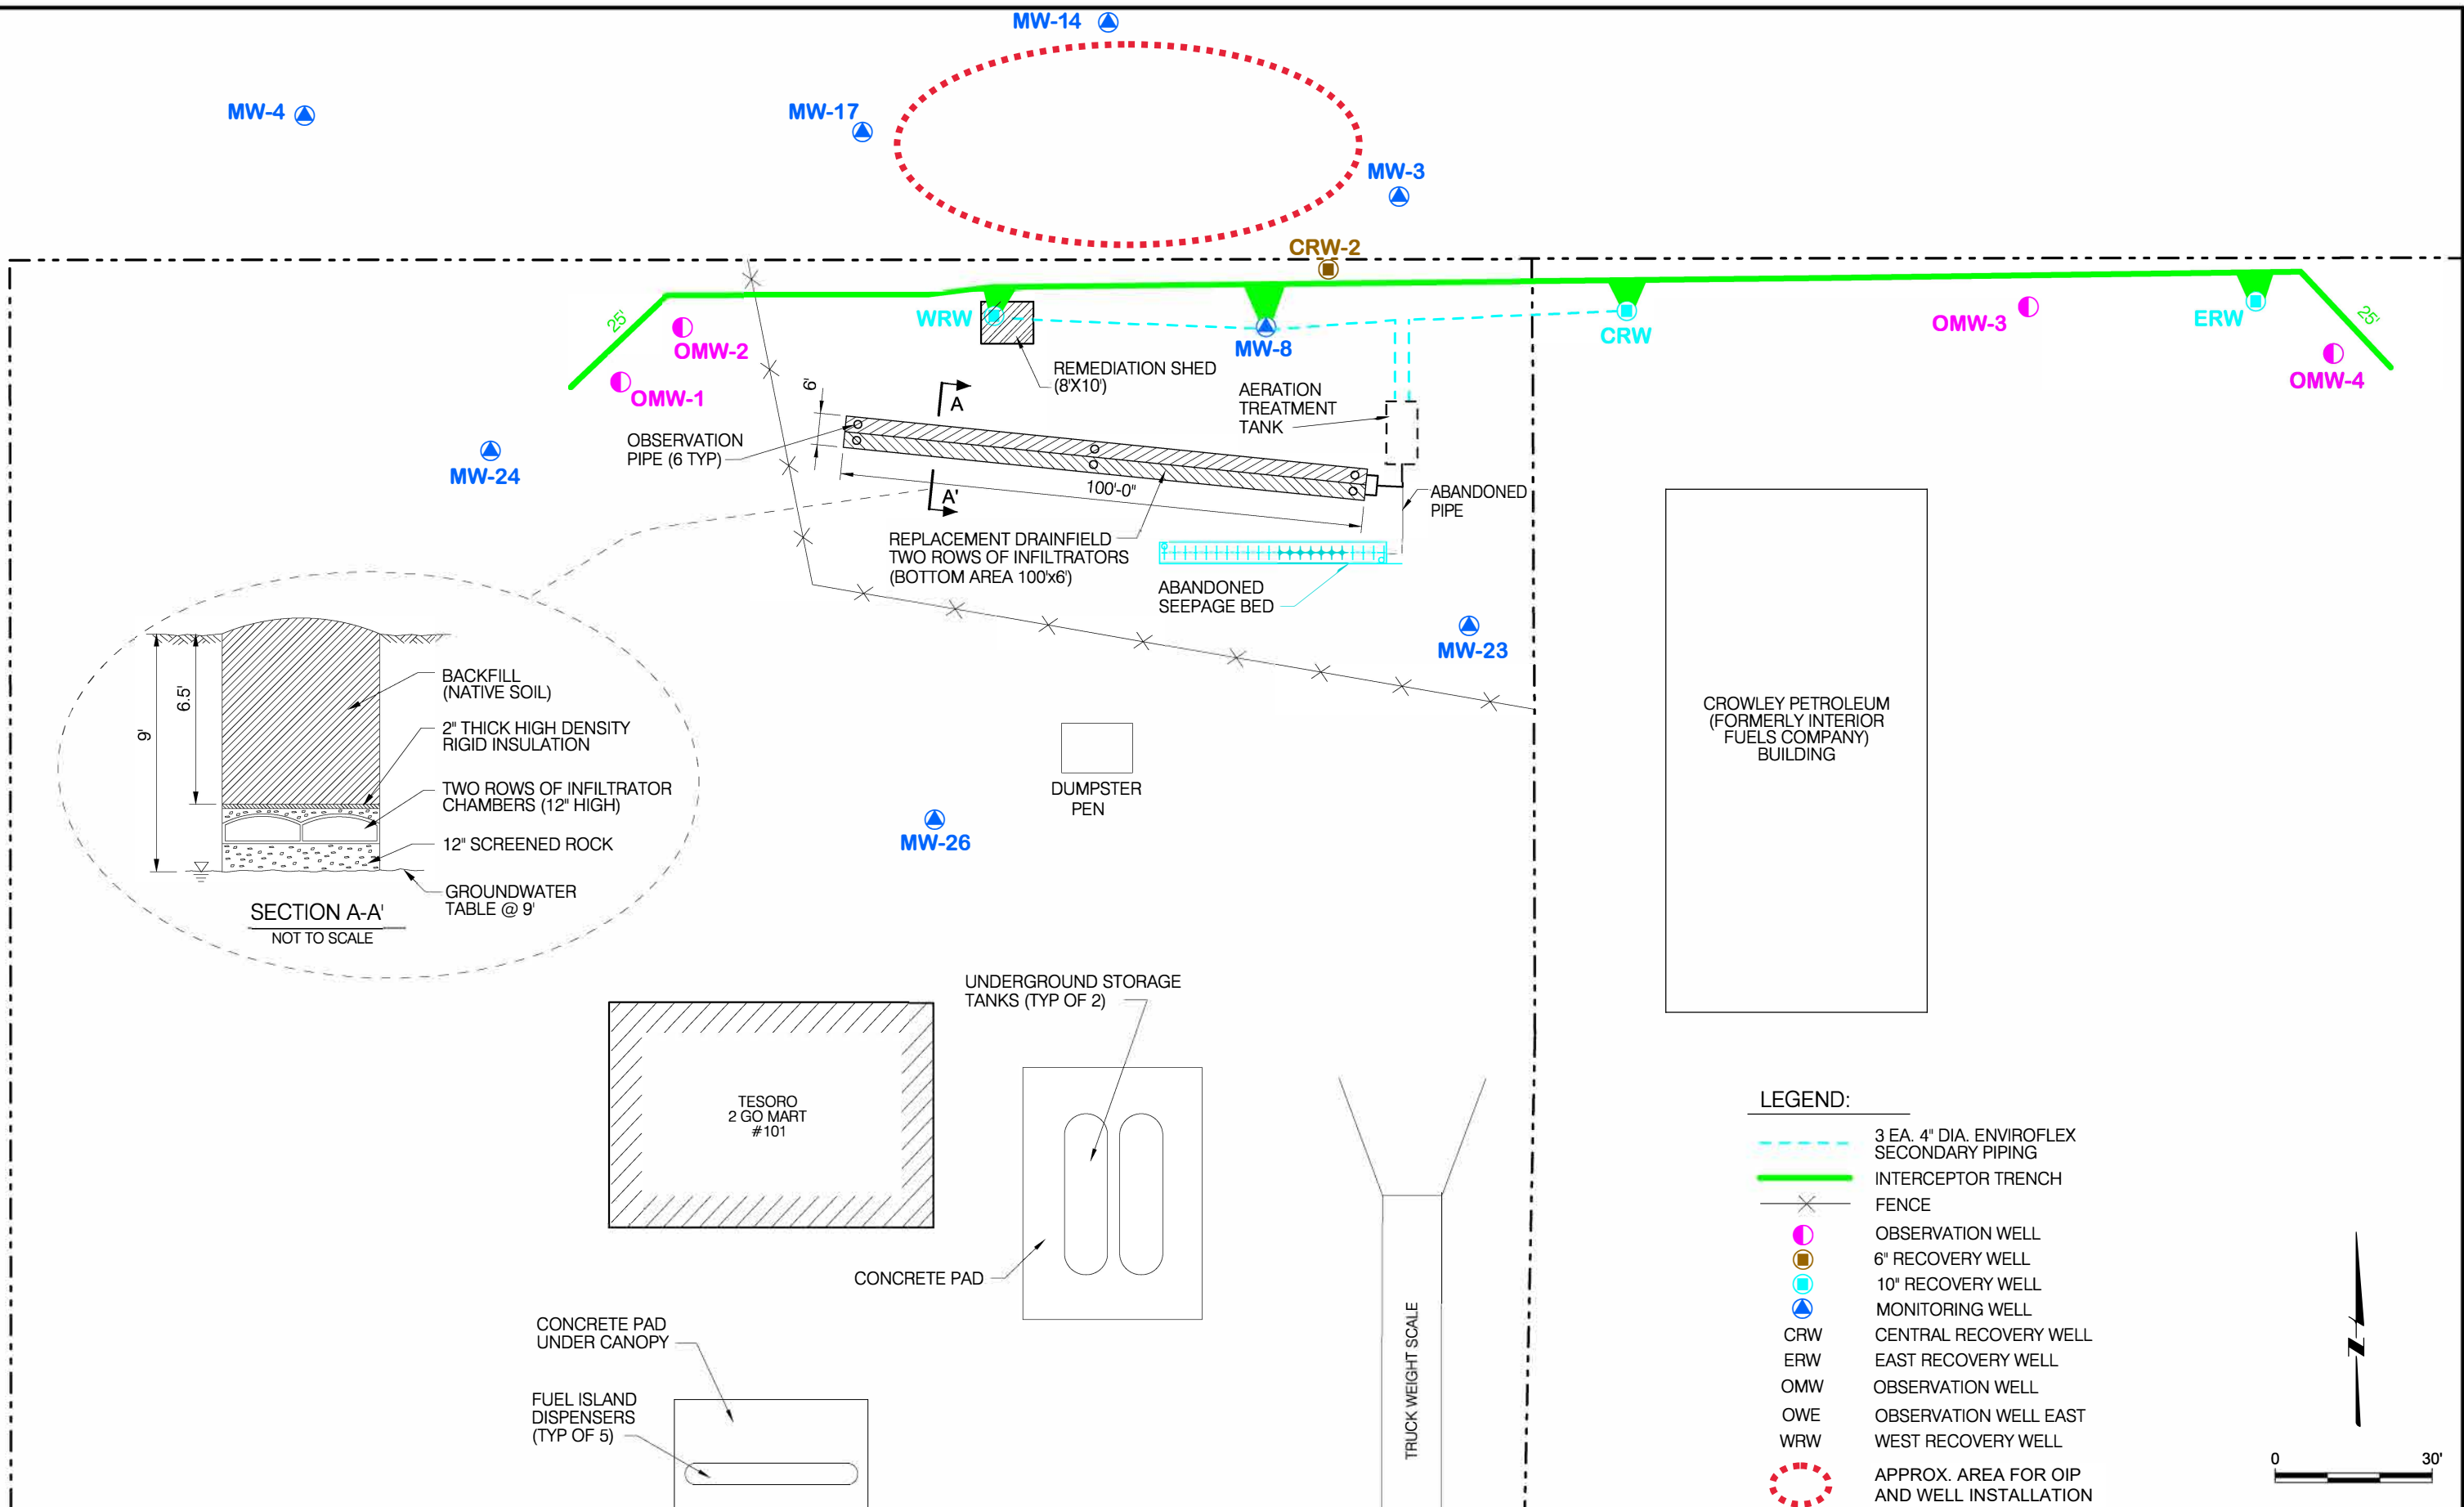 MW-14
MW-4
MW-17
MW-3
CRW-2
25'
OMW-2
OMW-1
WRW
MW-8
CRW
OMW-3
ERW
25'
OMW-4
REMEDIATION SHED
(8'X10')
6'
A
AERATION
TREATMENT
TANK
OBSERVATION
PIPE (6 TYP)
MW-24
A'
100'-0"
ABANDONED
PIPE
REPLACEMENT DRAINFIELD
TWO ROWS OF INFILTRATORS
(BOTTOM AREA 100'x6')
ABANDONED
SEEPAGE BED
MW-23
9'
6.5'
BACKFILL
(NATIVE SOIL)
2" THICK HIGH DENSITY
RIGID INSULATION
TWO ROWS OF INFILTRATOR
CHAMBERS (12" HIGH)
12" SCREENED ROCK
GROUNDWATER
TABLE @ 9'
SECTION A-A'
NOT TO SCALE
DUMPSTER
PEN
MW-26
CROWLEY PETROLEUM
(FORMERLY INTERIOR
FUELS COMPANY)
BUILDING
UNDERGROUND STORAGE
TANKS (TYP OF 2)
TESORO
2 GO MART
#101
CONCRETE PAD
CONCRETE PAD
UNDER CANOPY
FUEL ISLAND
DISPENSERS
(TYP OF 5)
TRUCK WEIGHT SCALE
LEGEND:
3 EA. 4" DIA. ENVIROFLEX
SECONDARY PIPING
INTERCEPTOR TRENCH
FENCE
OBSERVATION WELL
6" RECOVERY WELL
10" RECOVERY WELL
MONITORING WELL
CRW CENTRAL RECOVERY WELL
ERW EAST RECOVERY WELL
OMW OBSERVATION WELL
OWE OBSERVATION WELL EAST
WRW WEST RECOVERY WELL
APPROX. AREA FOR OIP
AND WELL INSTALLATION
N
0 30'